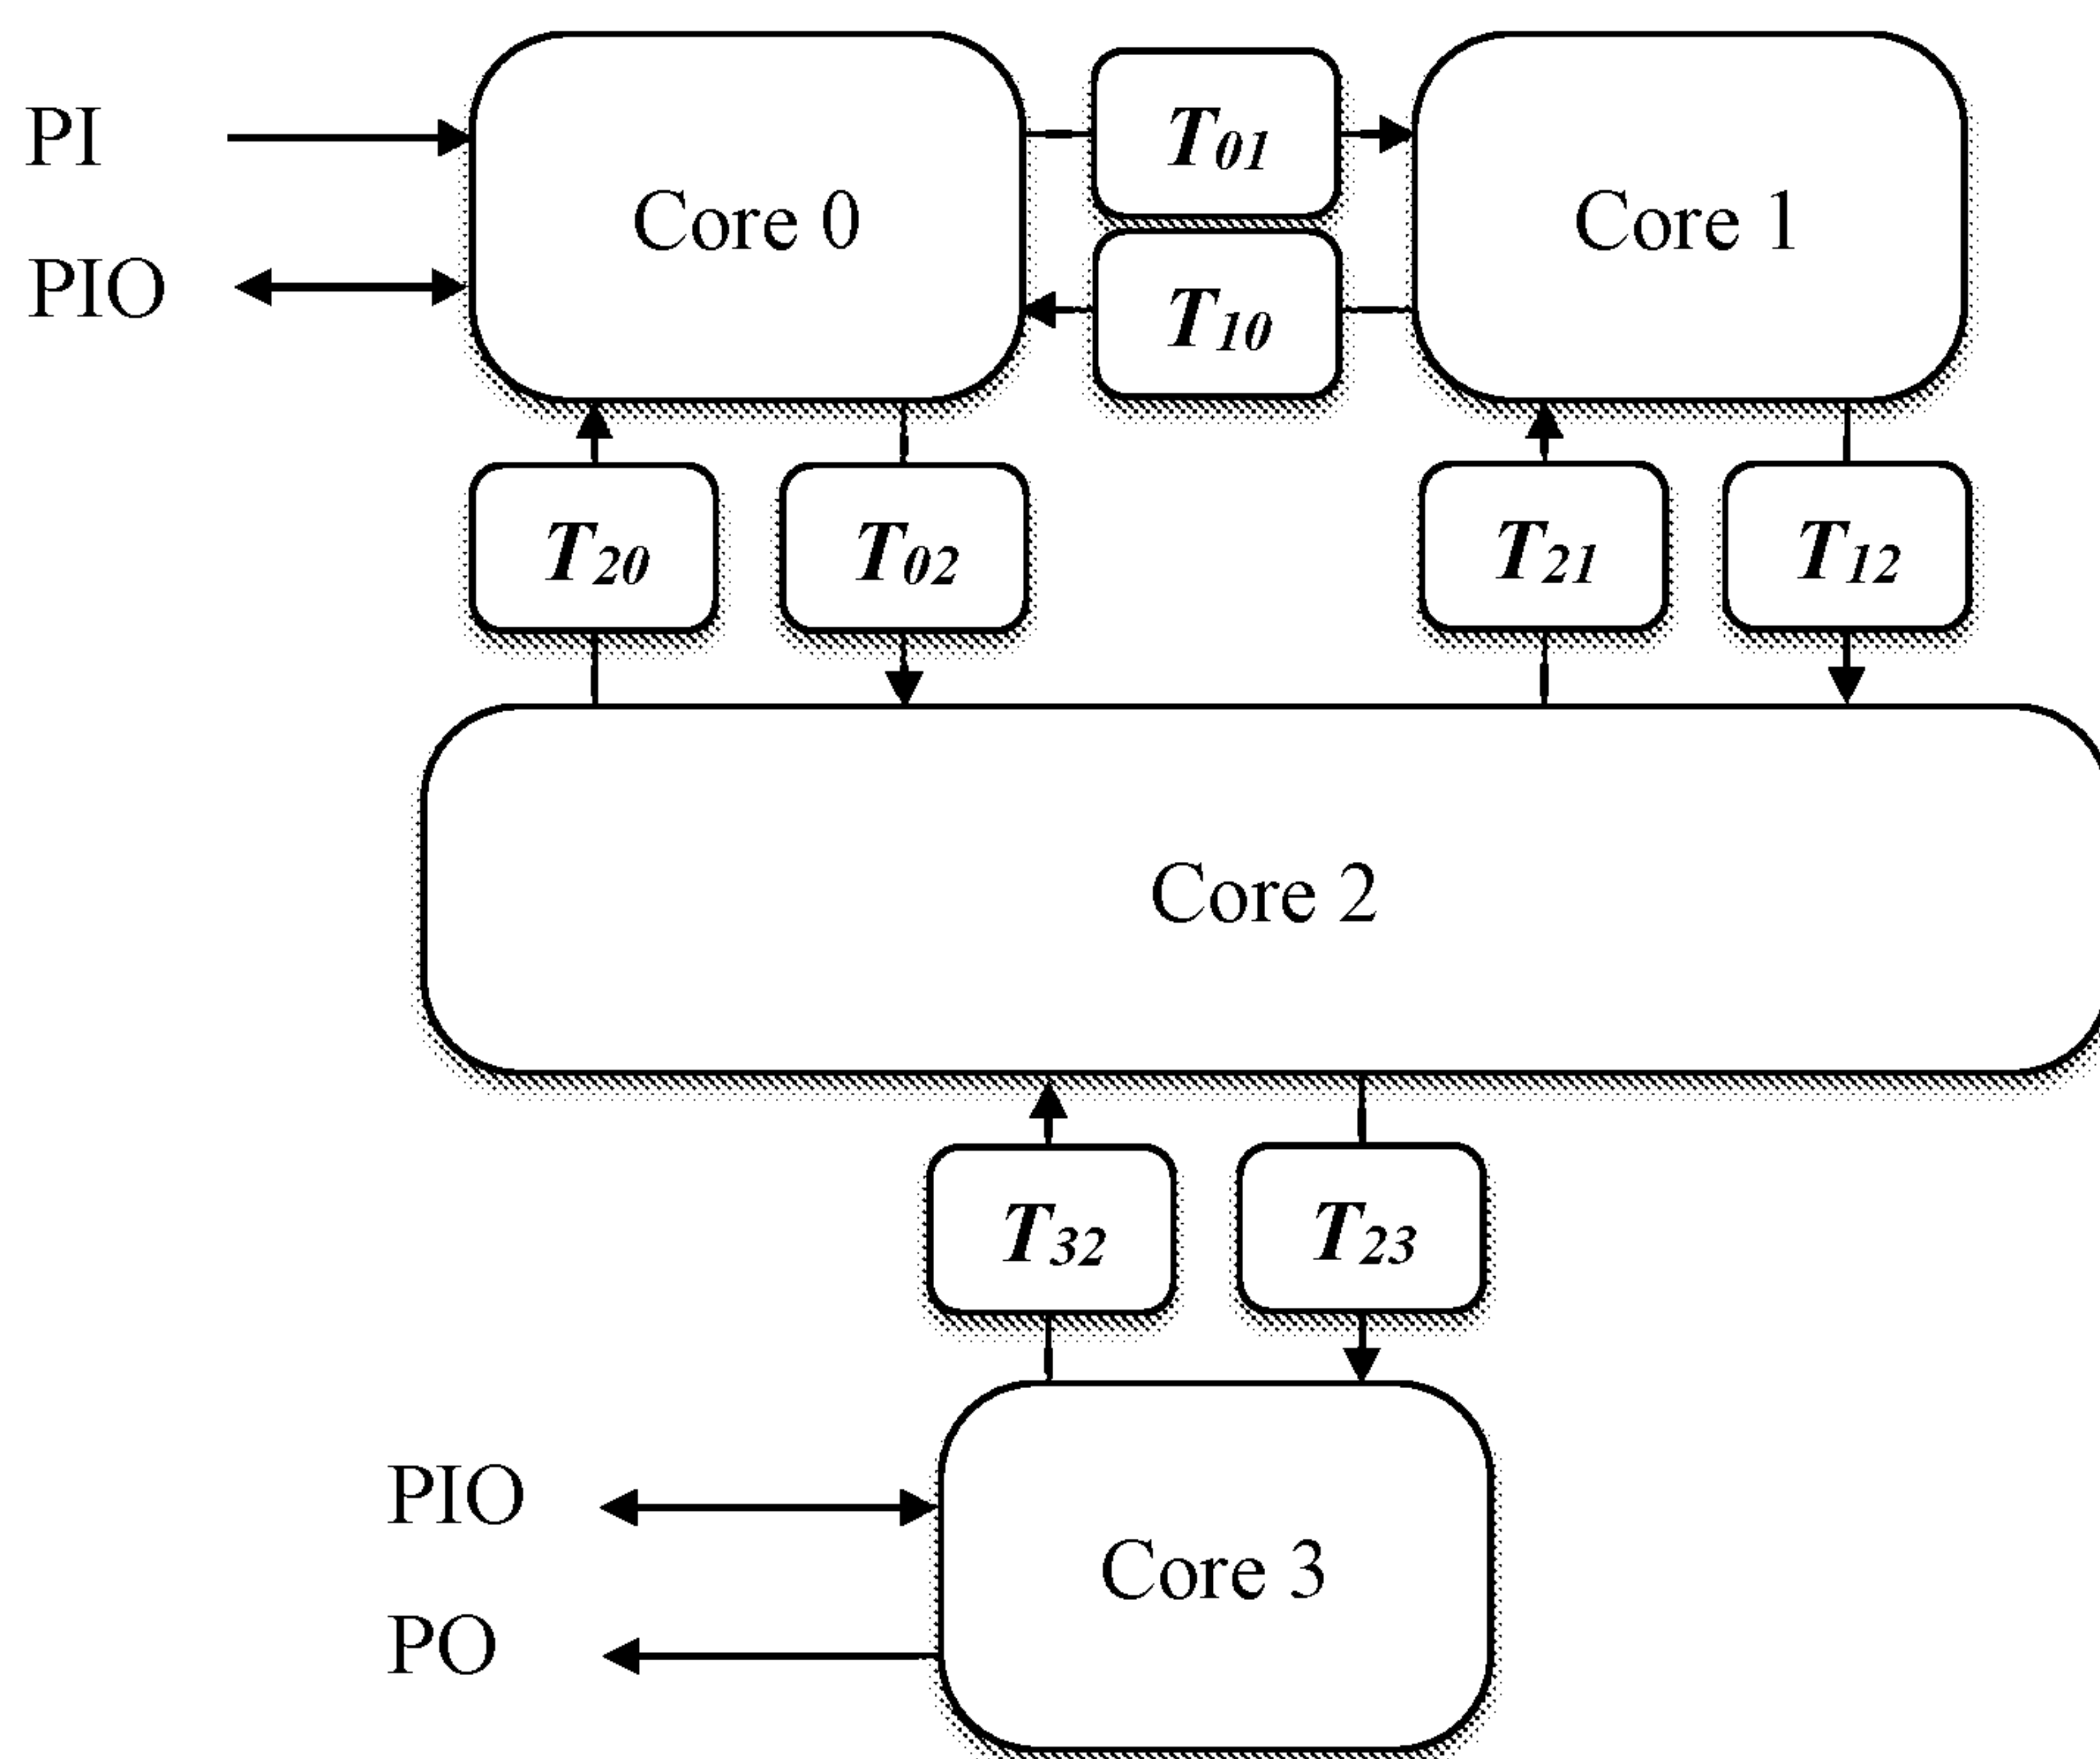 PI
Core 0
T01
Core 1
PIO
T10
T20
T02
T21
T12
Core 2
T32
T23
PIO
Core 3
PO